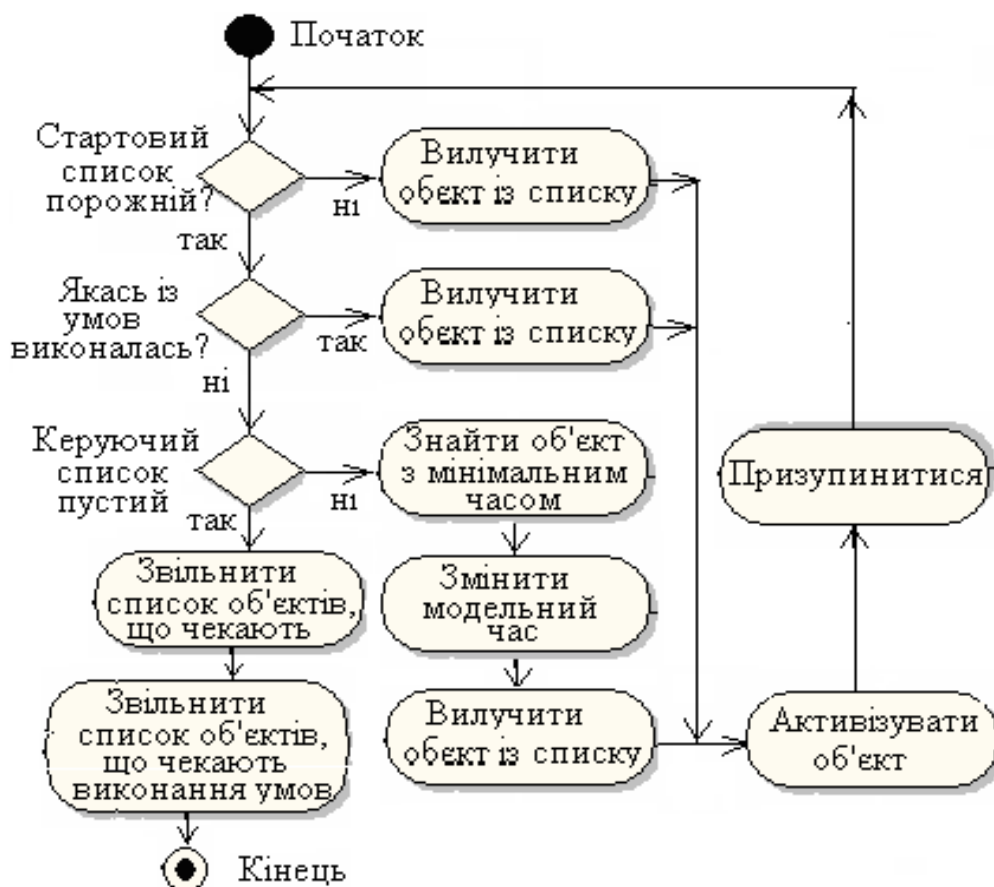 Початок
Стартовий
список
порожній?
ні
так
Вилучити
обєкт із списку
Якась із
умов
виконалась?
так
ні
Вилучити
обєкт із списку
Керуючий
список
пустий
ні
так
Знайти об'єкт
з мінімальним
часом
Призупинитися
Звільнити
список об'єктів,
що чекають
Змінити
модельний
час
Звільнити
список об'єктів,
що чекають
виконання умов
Вилучити
обєкт із списку
Активізувати
об'єкт
Кінець